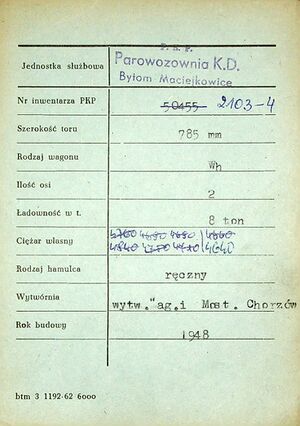 P. K. P.
Jednostka służbowa Parowozownia K.D.
Bytom Maciejkowice
Nr inwentarza PKP 50455 2103-4
Szerokość toru 785 mm
Rodzaj wagonu Wh
Ilość osi 2
Ładowność w t. 8 ton
Ciężar własny 4640
Rodzaj hamulca ręczny
Wytwórnia wytw."ag.i Most. Chorzów
Rok budowy 1948
btm 3 1192-62 6000